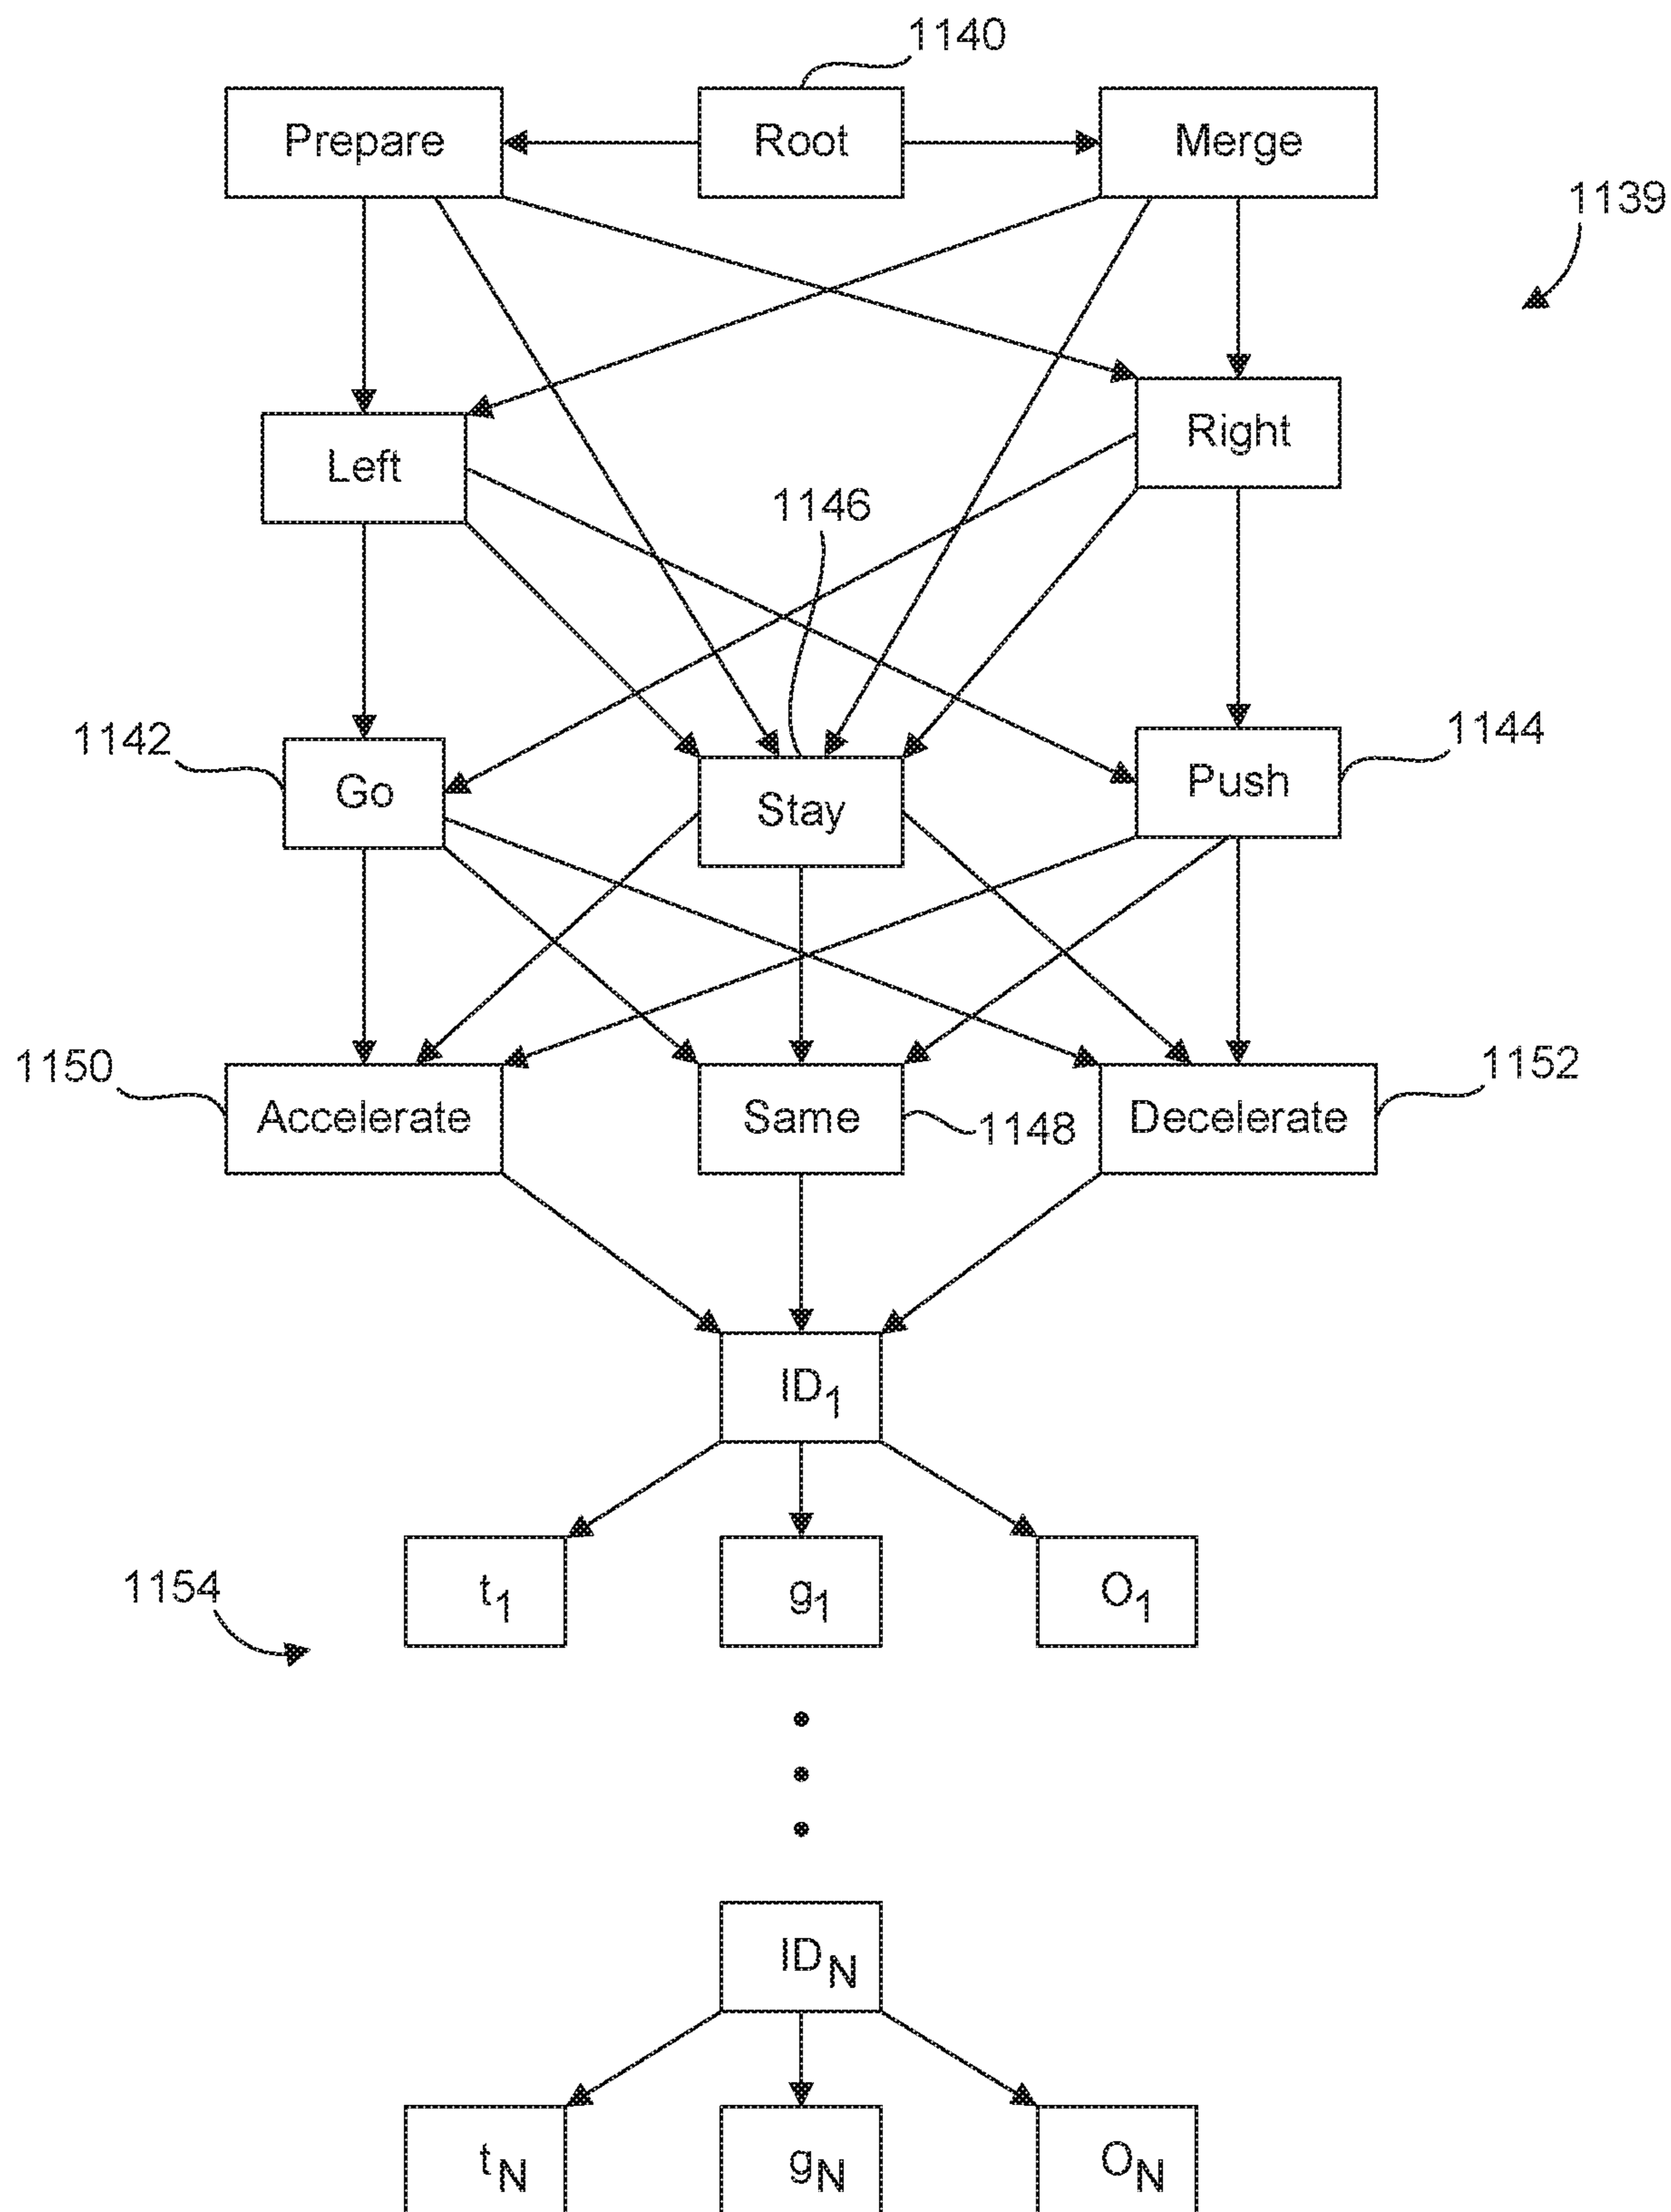 1140
Prepare
Root
Merge
1139
Right
Left
1146
1142
1144
Go
Stay
Push
1150
1152
Accelerate
Same
1148
Decelerate
ID1
1154
t1
g1
O1
IDN
tN
gN
ON